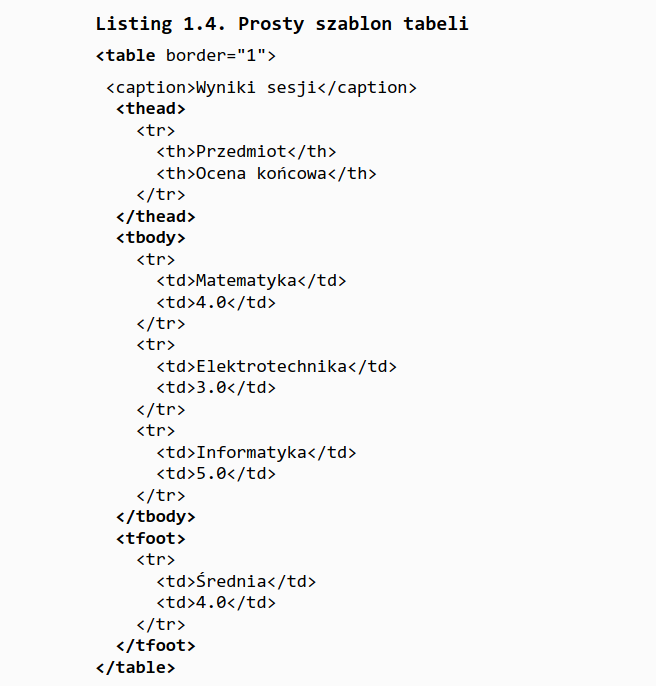 Listing 1.4. Prosty szablon tabeli
<table border="1">
<caption>Wyniki sesji</caption>
<thead>
<tr>
<th>Przedmiot</th>
<th>Ocena końcowa</th>
</tr>
</thead>
<tbody>
<tr>
<td>Matematyka</td>
<td>4.0</td>
</tr>
<tr>
<td>Elektrotechnika</td>
<td>3.0</td>
</tr>
<tr>
<td>Informatyka</td>
<td>5.0</td>
</tr>
</tbody>
<tfoot>
<tr>
<td>Średnia</td>
<td>4.0</td>
</tr>
</tfoot>
</table>